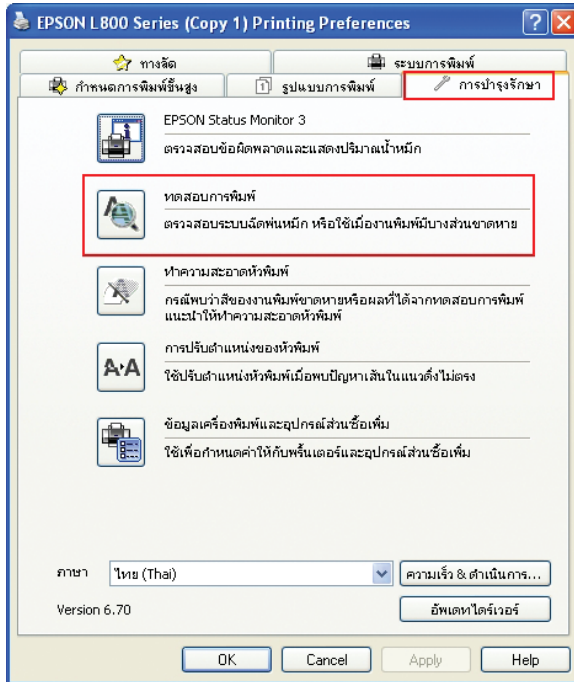 EPSON L800 Series (Copy 1) Printing Preferences
ทางลัด
ระบบการพิมพ์
กำหนดการพิมพ์ขั้นสูง
รูปแบบการพิมพ์
การบำรุงรักษา
EPSON Status Monitor 3
ตรวจสอบข้อผิดพลาดและแสดงปริมาณน้ำหมึก
ทดสอบการพิมพ์
ตรวจสอบระบบฉีดพ่นหมึก หรือใช้เมื่องานพิมพ์มีบางส่วนขาดหาย
ทำความสะอาดหัวพิมพ์
กรณีพบว่าสีของงานพิมพ์ขาดหายหรือผลที่ได้จากทดสอบการพิมพ์
แนะนำให้ทำความสะอาดหัวพิมพ์
การปรับตำแหน่งของหัวพิมพ์
ใช้ปรับตำแหน่งหัวพิมพ์เมื่อพบปัญหาเส้นในแนวดิ่งไม่ตรง
ข้อมูลเครื่องพิมพ์และอุปกรณ์ส่วนซื้อเพิ่ม
ใช้เพื่อกำหนดค่าให้กับพริ้นเตอร์และอุปกรณ์ส่วนซื้อเพิ่ม
ภาษา
ไทย (Thai)
ความเร็ว & ดำเนินการ...
Version 6.70
อัพเดทไดร์เวอร์
OK
Cancel
Apply
Help